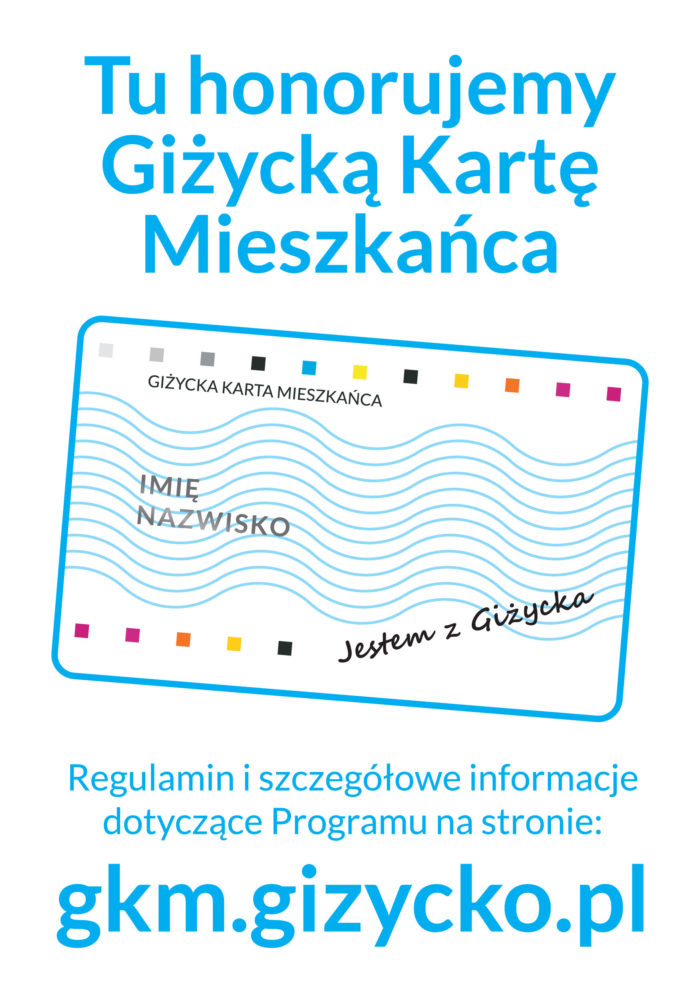 Tu honorujemy
Giżycką Kartę
Mieszkańca
GIŻYCKA KARTA MIESZKAŃCA
IMIĘ
NAZWISKO
Jestem z Giżycka
Regulamin i szczegółowe informacje
dotyczące Programu na stronie:
gkm.gizycko.pl